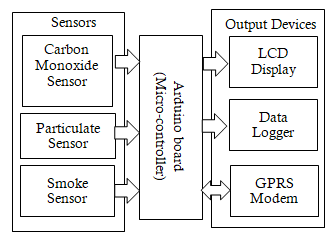 Sensors
Carbon
Monoxide
Sensor
Particulate
Sensor
Smoke
Sensor
Arduino board
(Micro-controller)
Output Devices
LCD
Display
Data
Logger
GPRS
Modem